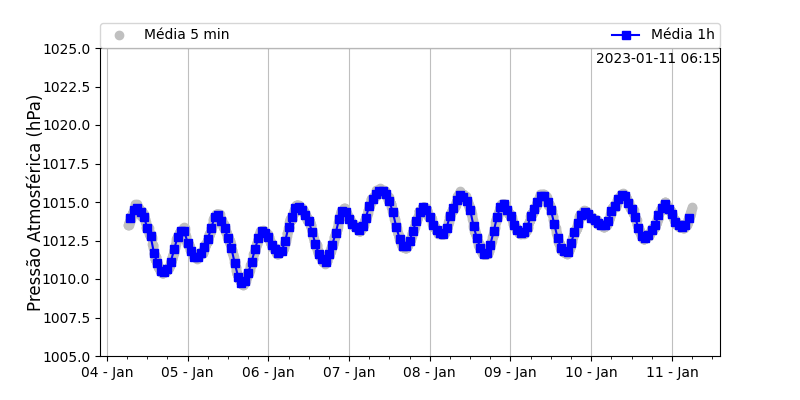 Média 5 min
Média 1h
2023-01-11 06:15
Pressão Atmosférica (hPa)
1025.0
1022.5
1020.0
1017.5
1015.0
1012.5
1010.0
1007.5
1005.0
04 - Jan
05 - Jan
06 - Jan
07 - Jan
08 - Jan
09 - Jan
10 - Jan
11 - Jan